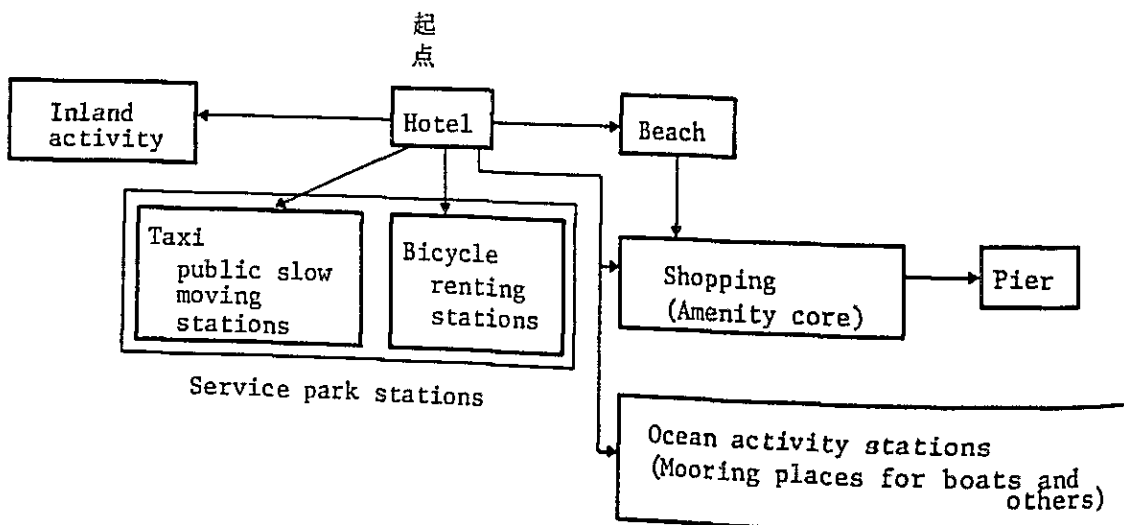 起
点
Inland
activity
Hotel
Beach
Taxi
public slow
moving
stations
Bicycle
renting
stations
Shopping
(Amenity core)
Pier
Service park stations
Ocean activity stations
(Mooring places for boats and
others)